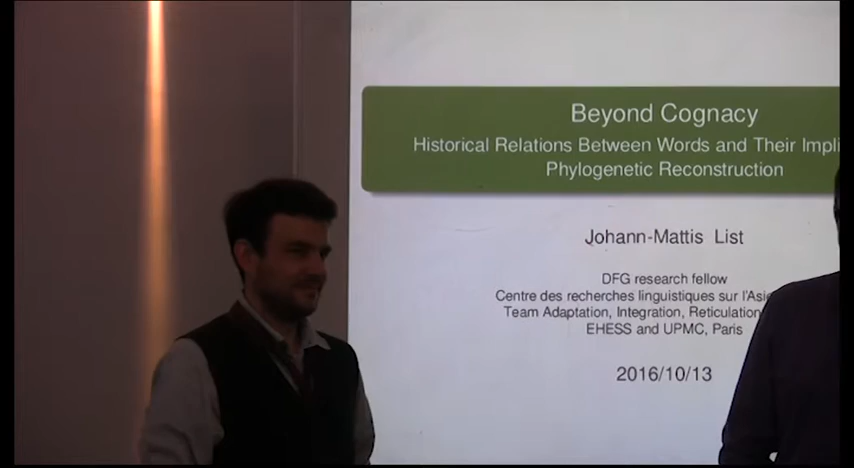 Beyond Cognacy
Historical Relations Between Words and Their
Phylogenetic Reconstruction
Johann-Mattis List
DFG research fellow
Centre des recherches linguistiques sur l'Asie
Team Adaptation, Integration, Reticulation
EHESS and UPMC, Paris
2016/10/13